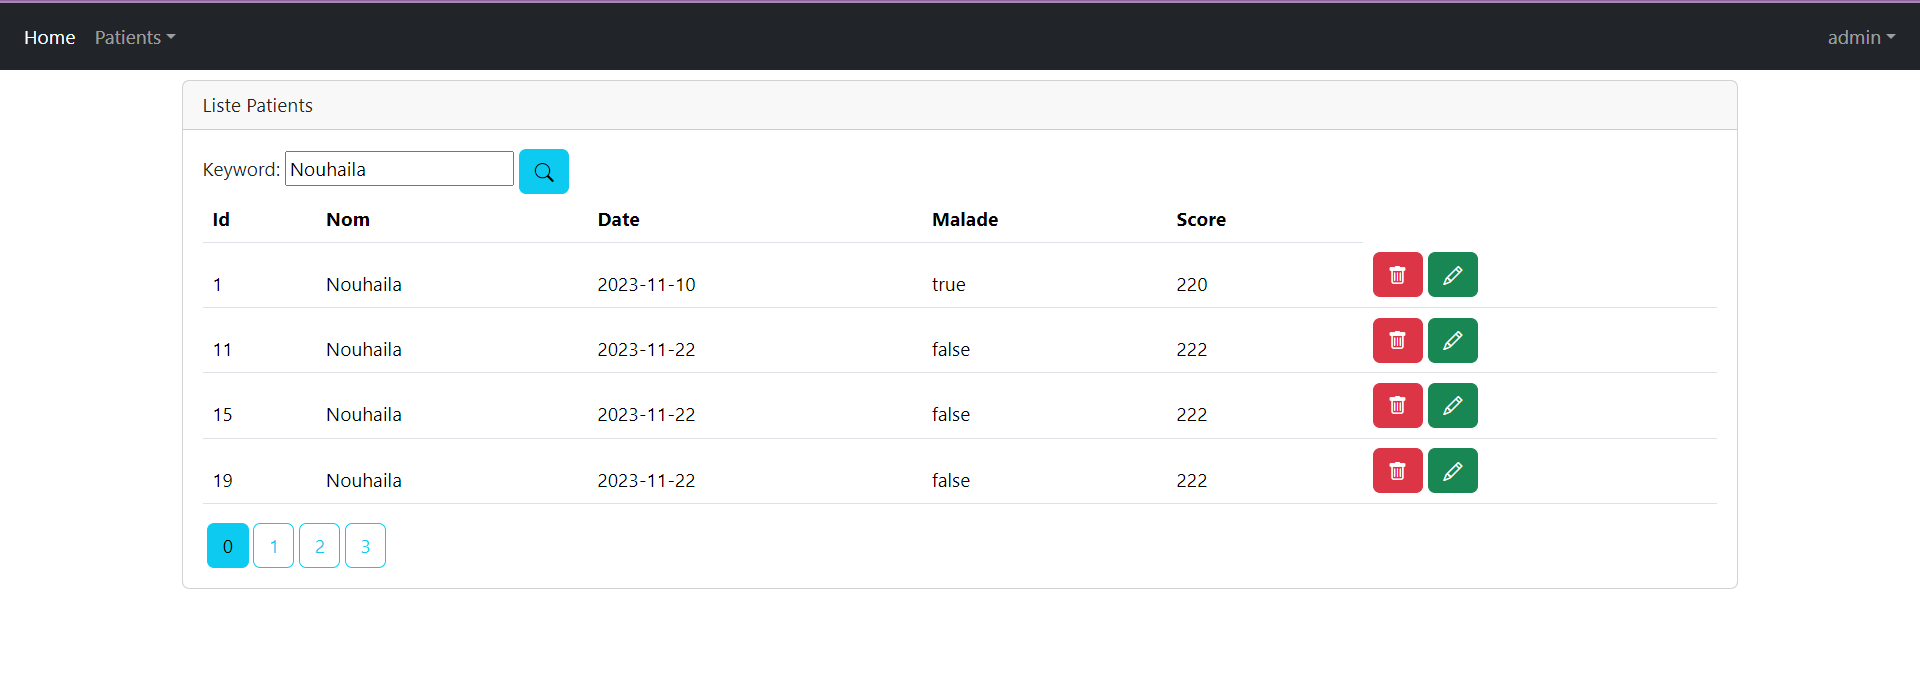 Home Patients admin
Liste Patients
Keyword: Nouhaila
Id Nom Date Malade Score
1 Nouhaila 2023-11-10 true 220
11 Nouhaila 2023-11-22 false 222
15 Nouhaila 2023-11-22 false 222
19 Nouhaila 2023-11-22 false 222
0 1 2 3